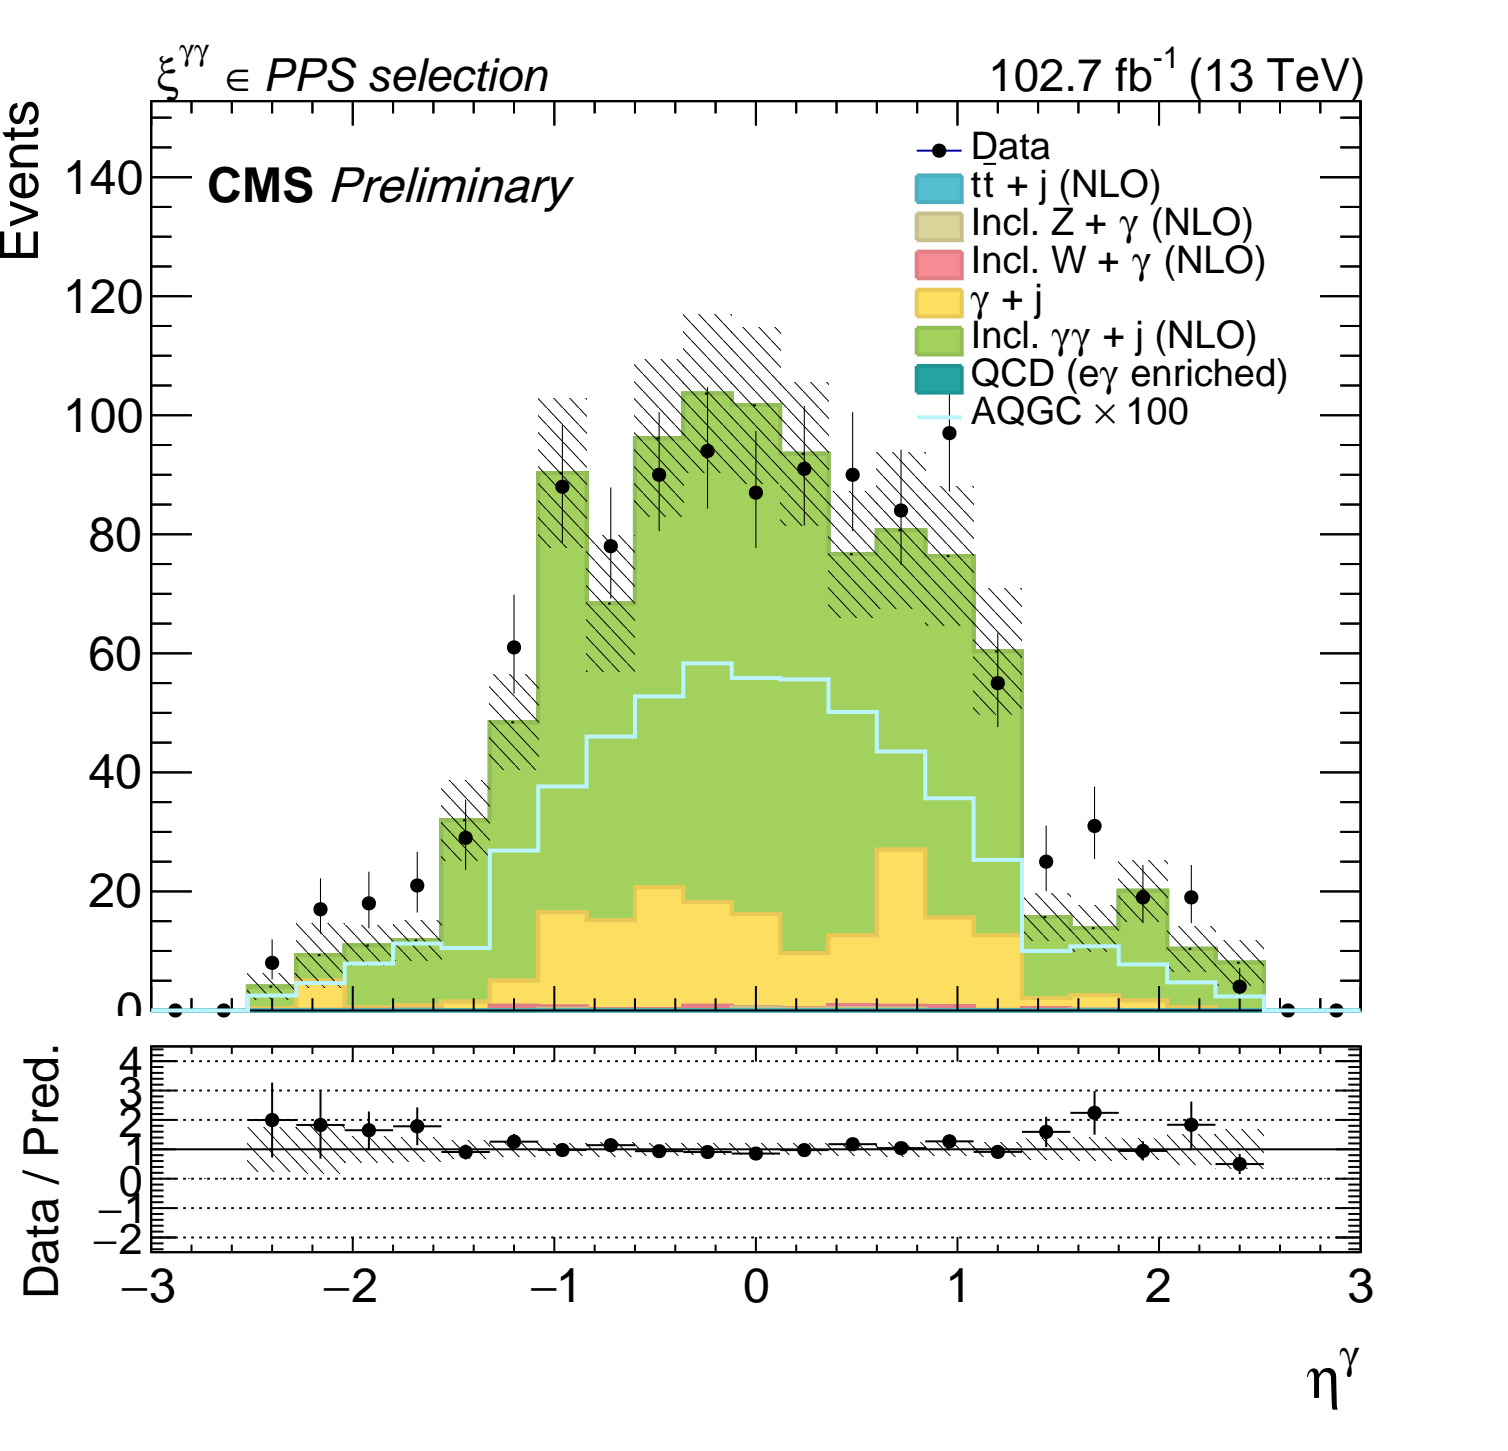 ξ^γγ ∈ PPS selection
102.7 fb⁻¹ (13 TeV)
Events
CMS Preliminary
Data
tt̄ + j (NLO)
Incl. Z + γ (NLO)
Incl. W + γ (NLO)
γ + j
Incl. γγ + j (NLO)
QCD (eγ enriched)
AQGC × 100
140
120
100
80
60
40
20
0
Data / Pred.
4
3
2
1
0
−1
−2
−3 −2 −1 0 1 2 3
η^γ